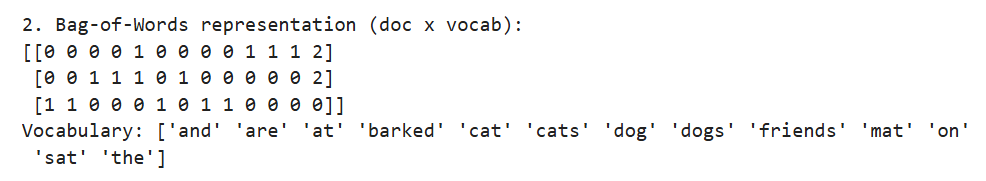 2. Bag-of-Words representation (doc x vocab):
[[0 0 0 0 1 0 0 0 0 1 1 1 2]
 [0 0 1 1 1 0 1 0 0 0 0 0 2]
 [1 1 0 0 0 1 0 1 1 0 0 0 0]]
Vocabulary: ['and' 'are' 'at' 'barked' 'cat' 'cats' 'dog' 'dogs' 'friends' 'mat' 'on'
 'sat' 'the']